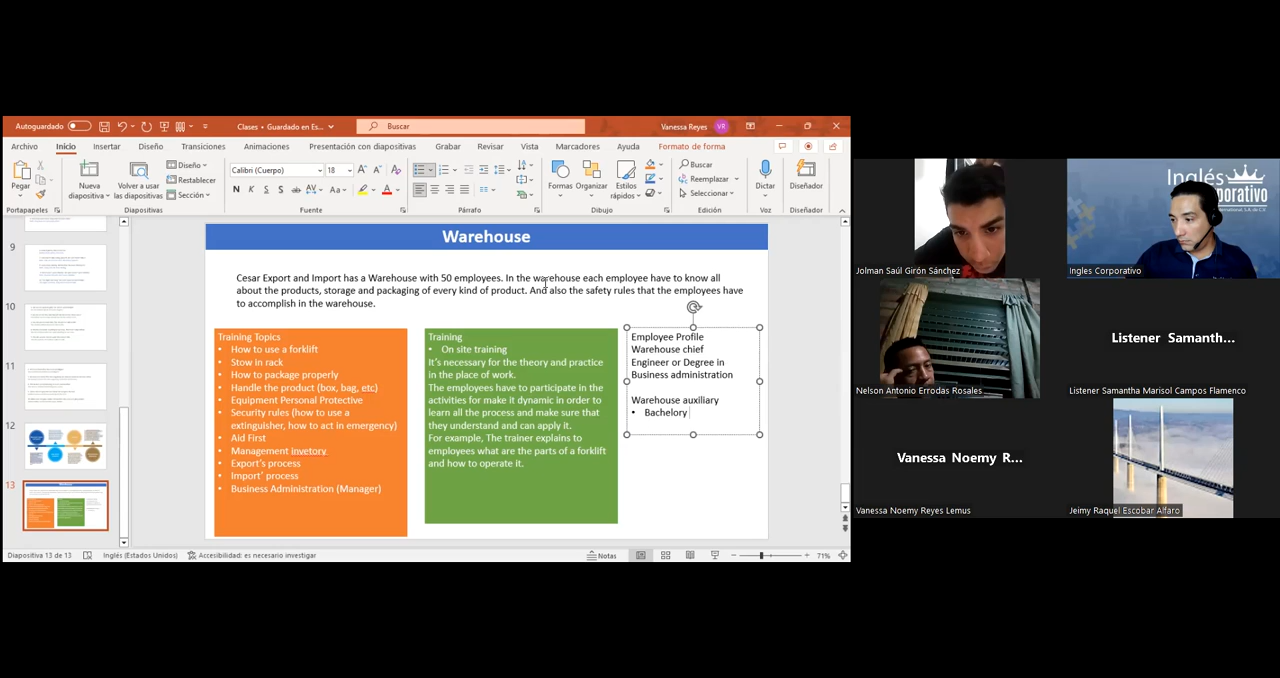 Autoguardado
Clases • Guardado en Es...
Buscar
Vanessa Reyes
VR
Archivo
Inicio
Insertar
Diseño
Transiciones
Animaciones
Presentación con diapositivas
Grabar
Revisar
Vista
Marcadores
Ayuda
Formato de forma
Pegar
Nueva diapositiva
Volver a usar las diapositivas
Diseño
Restablecer
Sección
Calibri (Cuerpo)
18
N K S S ab AV Aa
Formas
Organizar
Estilos rápidos
Buscar
Reemplazar
Seleccionar
Dictar
Diseñador
Portapapeles
Diapositivas
Fuente
Párrafo
Dibujo
Edición
Voz
Diseñador
9
10
11
12
13
Warehouse
Cesar Export and Import has a Warehouse with 50 employees. In the warehouse each employee have to know all
about the products, storage and packaging of every kind of product. And also the safety rules that the employees have
to accomplish in the warehouse.
Training Topics
• How to use a forklift
• Stow in rack
• How to package properly
• Handle the product (box, bag, etc)
• Equipment Personal Protective
• Security rules (how to use a
extinguisher, how to act in emergency)
• Aid First
• Management Invetory
• Export's process
• Import' process
• Business Administration (Manager)
Training
• On site training
It's necessary for the theory and practice
in the place of work.
The employees have to participate in the
activities for make it dynamic in order to
learn all the process and make sure that
they understand and can apply it.
For example, The trainer explains to
employees what are the parts of a forklift
and how to operate it.
Employee Profile
Warehouse chief
Engineer or Degree in
Business administration
Warehouse auxiliary
• Bachelory
Diapositiva 13 de 13
Inglés (Estados Unidos)
Accesibilidad: es necesario investigar
Notas
71%
Jolman Saúl Girón Sánchez
Inglés
Ingles Corporativo
Nelson Antonio Errodas Rosales
Listener Samanth...
Listener Samantha Marisol Campos Flamenco
Vanessa Noemy R...
Vanessa Noemy Reyes Lemus
Jeimy Raquel Escobar Alfaro